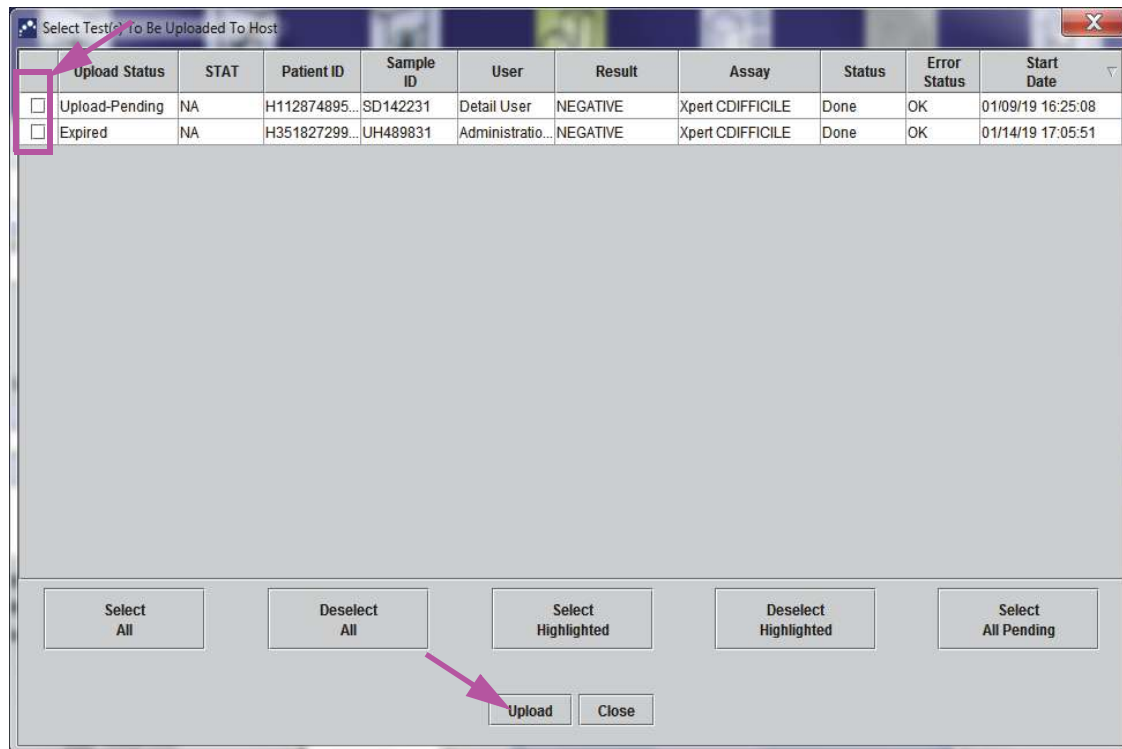 Select Test(s) To Be Uploaded To Host
X
Upload Status STAT Patient ID Sample ID User Result Assay Status Error Status Start Date
Upload-Pending NA H112874895... SD142231 Detail User NEGATIVE Xpert CDIFFICILE Done OK 01/09/19 16:25:08
Expired NA H351827299... UH489831 Administratio... NEGATIVE Xpert CDIFFICILE Done OK 01/14/19 17:05:51
Select All
Deselect All
Select Highlighted
Deselect Highlighted
Select All Pending
Upload Close